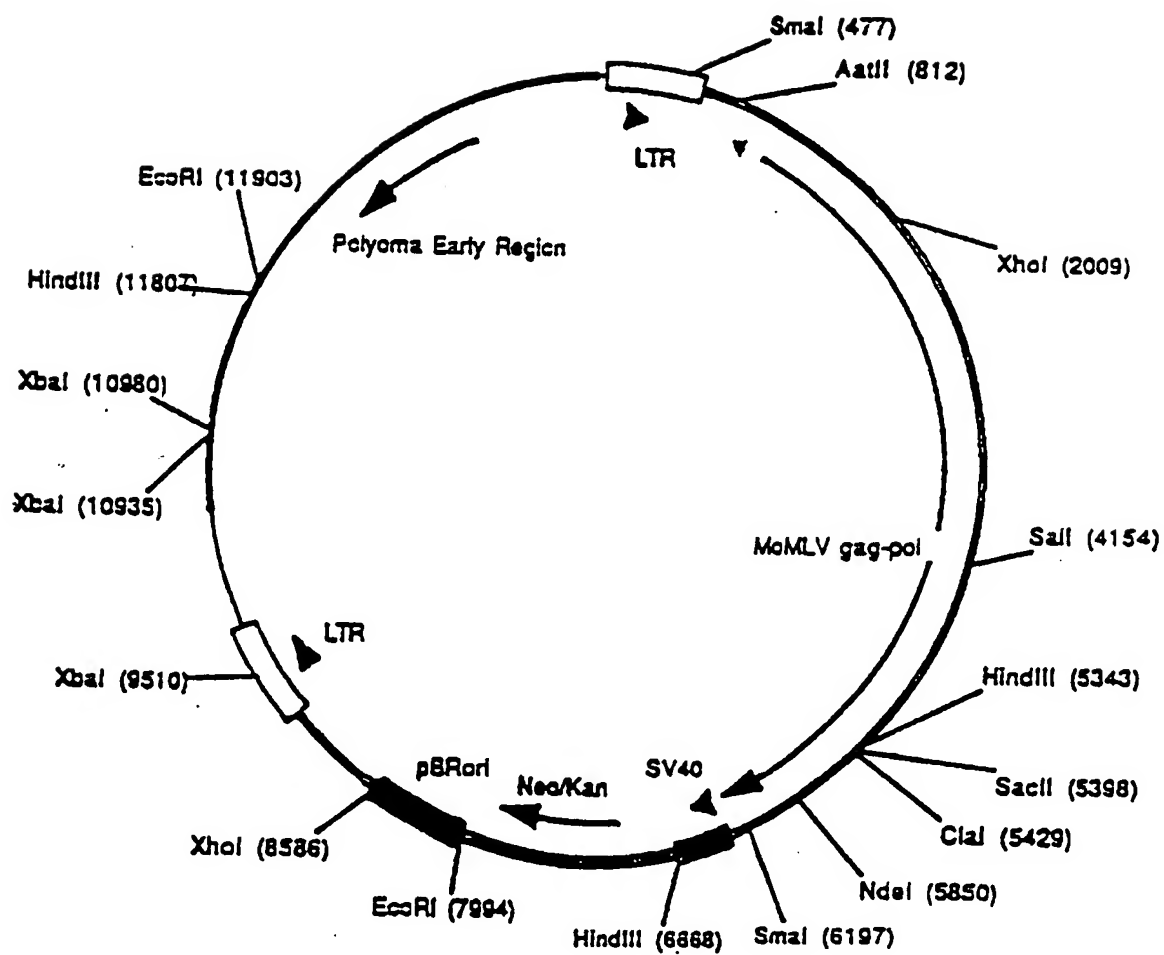 SmaI (477)
AatII (812)
LTR
EcoRI (11903)
Polyoma Early Region
XhoI (2009)
HindIII (11807)
XbaI (10980)
XbaI (10935)
SalI (4154)
MoMLV gag-pol
LTR
XbaI (9510)
HindIII (5343)
pBRori
SV40
Neo/Kan
SacII (5398)
XhoI (8586)
ClaI (5429)
NdeI (5850)
EcoRI (7994)
HindIII (6668)
SmaI (6197)